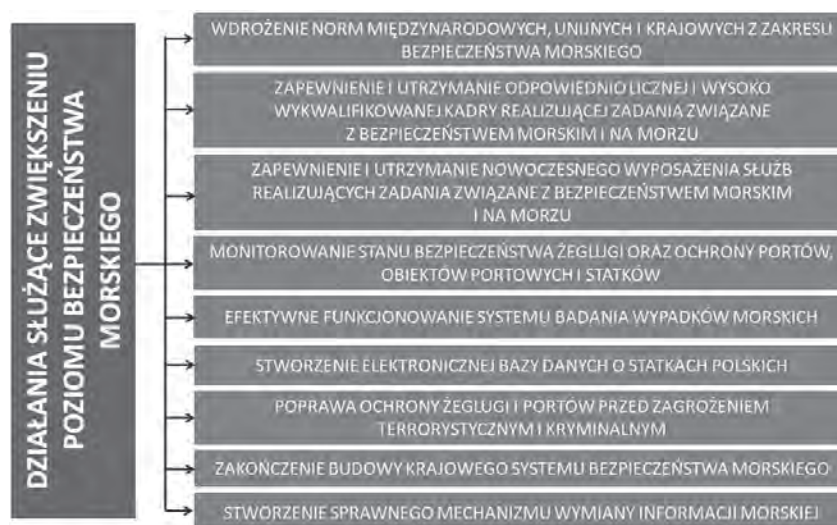 DZIAŁANIA SŁUŻĄCE ZWIĘKSZENIU
POZIOMU BEZPIECZEŃSTWA
MORSKIEGO
WDROŻENIE NORM MIĘDZYNARODOWYCH, UNIJNYCH I KRAJOWYCH Z ZAKRESU
BEZPIECZEŃSTWA MORSKIEGO
ZAPEWNIENIE I UTRZYMANIE ODPOWIEDNIO LICZNEJ I WYSOKO
WYKWALIFIKOWANEJ KADRY REALIZUJĄCEJ ZADANIA ZWIĄZANE
Z BEZPIECZEŃSTWEM MORSKIM I NA MORZU
ZAPEWNIENIE I UTRZYMANIE NOWOCZESNEGO WYPOSAŻENIA SŁUŻB
REALIZUJĄCYCH ZADANIA ZWIĄZANE Z BEZPIECZEŃSTWEM MORSKIM
I NA MORZU
MONITOROWANIE STANU BEZPIECZEŃSTWA ŻEGLUGI ORAZ OCHRONY PORTÓW,
OBIEKTÓW PORTOWYCH I STATKÓW
EFEKTYWNE FUNKCJONOWANIE SYSTEMU BADANIA WYPADKÓW MORSKICH
STWORZENIE ELEKTRONICZNEJ BAZY DANYCH O STATKACH POLSKICH
POPRAWA OCHRONY ŻEGLUGI I PORTÓW PRZED ZAGROŻENIEM
TERRORYSTYCZNYM I KRYMINALNYM
ZAKOŃCZENIE BUDOWY KRAJOWEGO SYSTEMU BEZPIECZEŃSTWA MORSKIEGO
STWORZENIE SPRAWNEGO MECHANIZMU WYMIANY INFORMACJI MORSKIEJ